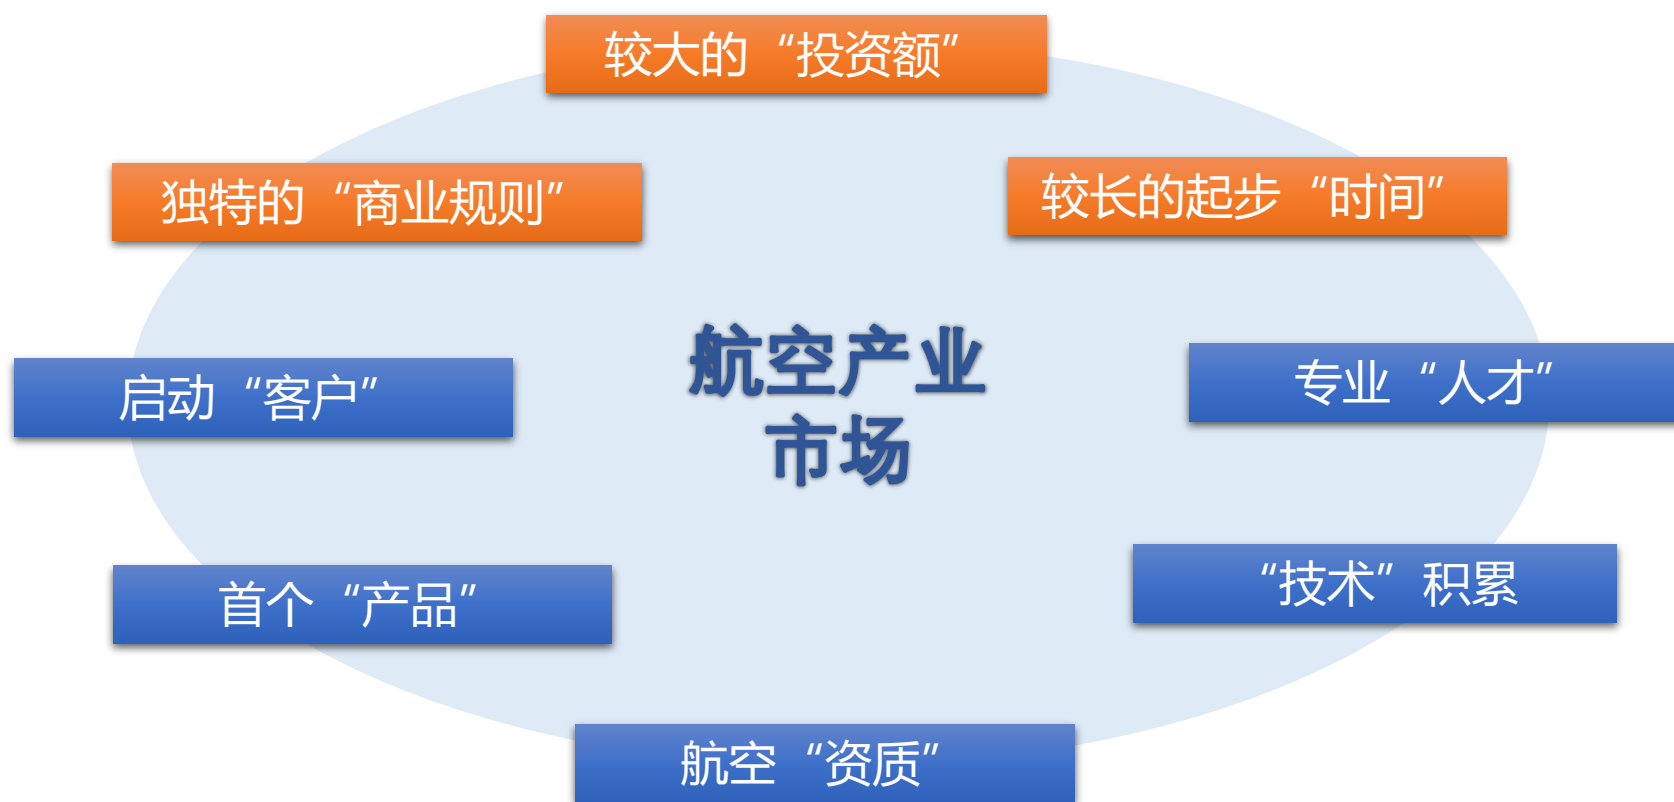 较大的“投资额”
独特的“商业规则”
较长的起步“时间”
航空产业
市场
启动“客户”
专业“人才”
首个“产品”
“技术”积累
航空“资质”